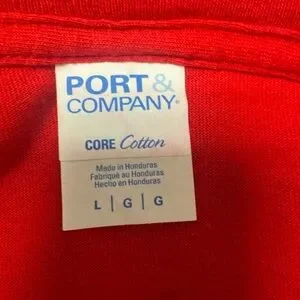 PORT &
COMPANY®
CORE Cotton
Made in Honduras
Fabriqué au Honduras
Hecho en Honduras
L | G | G